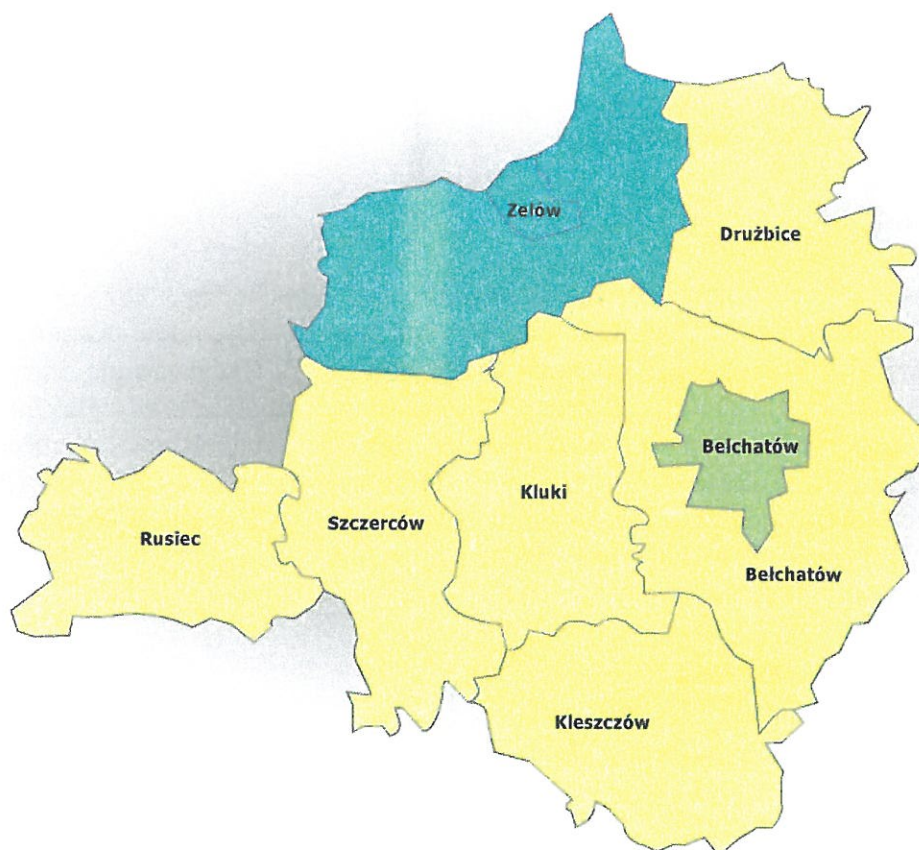 Zelów
Drużbice
Bełchatów
Kluki
Szczerców
Rusiec
Bełchatów
Kleszczów